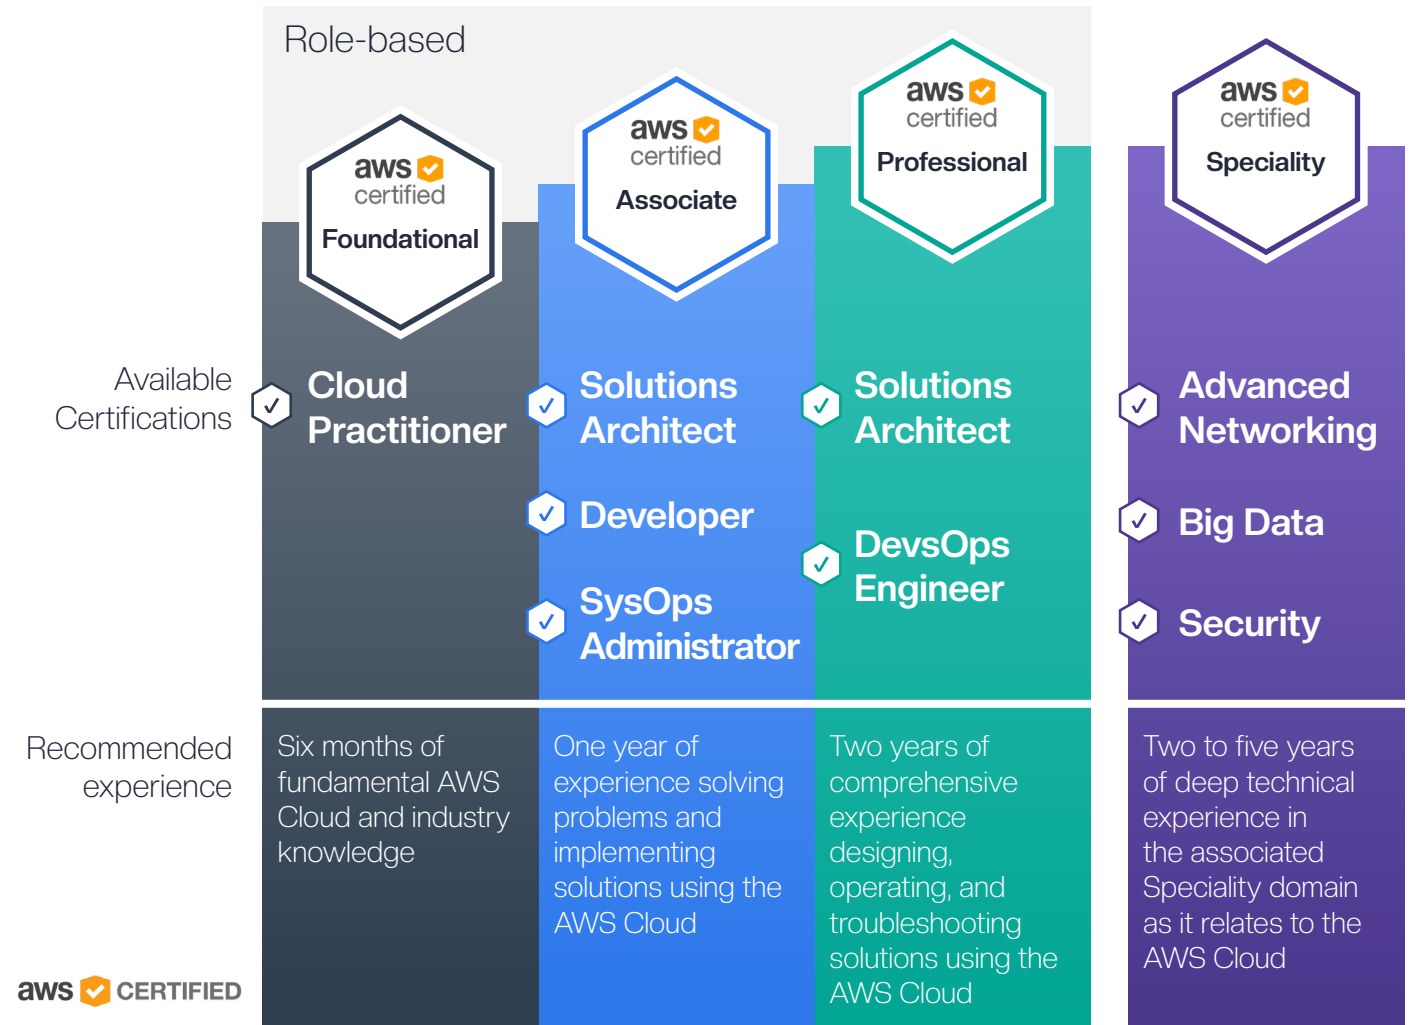 Role-based
aws
certified
Foundational
aws
certified
Associate
aws
certified
Professional
aws
certified
Speciality
Available
Certifications
Cloud
Practitioner
Solutions
Architect
Developer
SysOps
Administrator
Solutions
Architect
DevsOps
Engineer
Advanced
Networking
Big Data
Security
Recommended
experience
Six months of
fundamental AWS
Cloud and industry
knowledge
One year of
experience solving
problems and
implementing
solutions using the
AWS Cloud
Two years of
comprehensive
experience
designing,
operating, and
troubleshooting
solutions using the
AWS Cloud
Two to five years
of deep technical
experience in
the associated
Speciality domain
as it relates to the
AWS Cloud
aws CERTIFIED